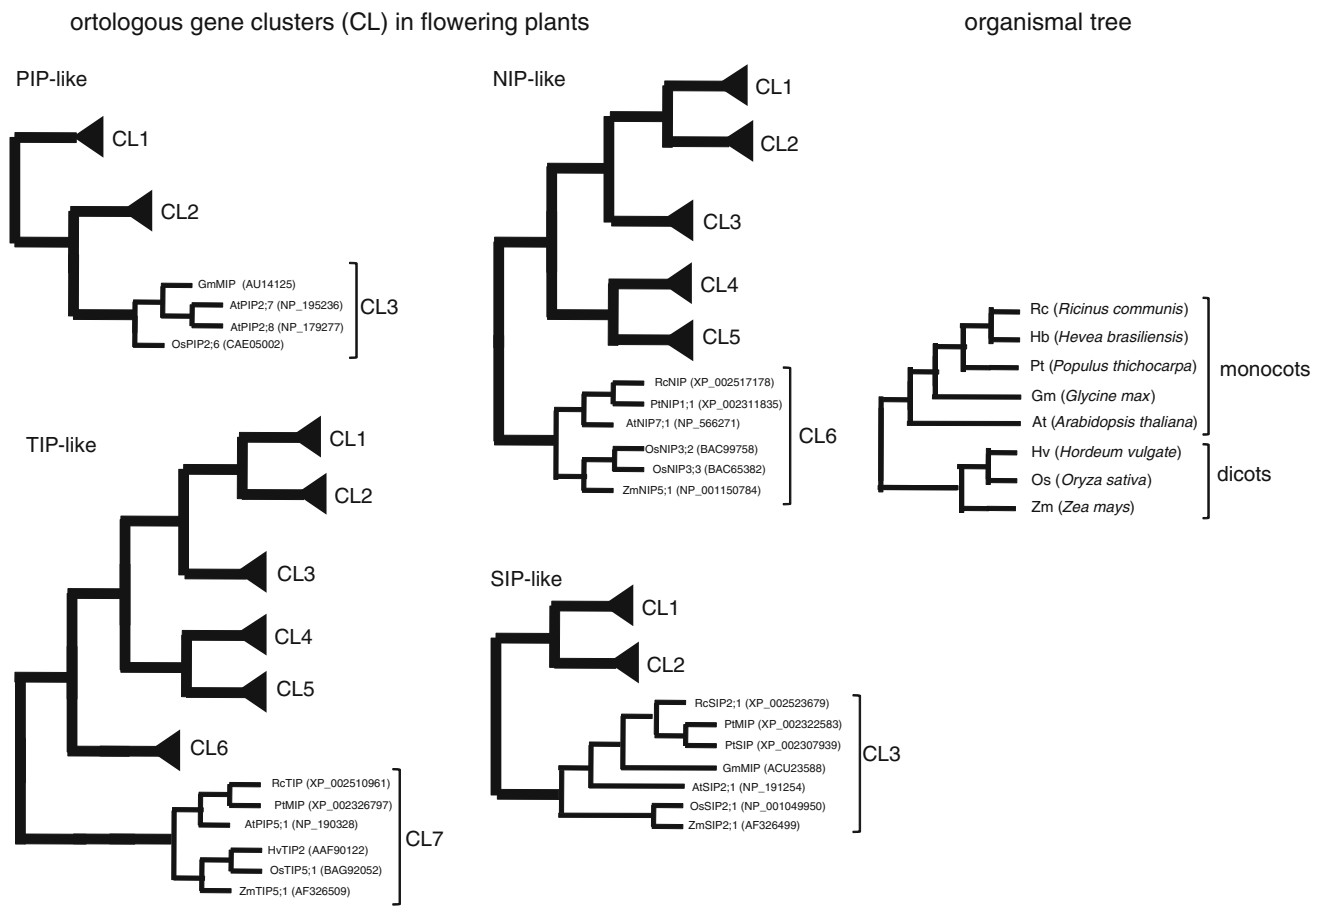 ortologous gene clusters (CL) in flowering plants
organismal tree
PIP-like
CL1
CL2
GmMIP (AU14125)
AtPIP2;7 (NP_195236)
AtPIP2;8 (NP_179277)
OsPIP2;6 (CAE05002)
CL3
NIP-like
CL1
CL2
CL3
CL4
CL5
RcNIP (XP_002517178)
PtNIP1;1 (XP_002311835)
AtNIP7;1 (NP_566271)
OsNIP3;2 (BAC99758)
OsNIP3;3 (BAC65382)
ZmNIP5;1 (NP_001150784)
CL6
Rc (Ricinus communis)
Hb (Hevea brasiliensis)
Pt (Populus thichocarpa)
Gm (Glycine max)
At (Arabidopsis thaliana)
monocots
Hv (Hordeum vulgate)
Os (Oryza sativa)
Zm (Zea mays)
dicots
TIP-like
CL1
CL2
CL3
CL4
CL5
CL6
RcTIP (XP_002510961)
PtMIP (XP_002326797)
AtPIP5;1 (NP_190328)
HvTIP2 (AAF90122)
OsTIP5;1 (BAG92052)
ZmTIP5;1 (AF326509)
CL7
SIP-like
CL1
CL2
RcSIP2;1 (XP_002523679)
PtMIP (XP_002322583)
PtSIP (XP_002307939)
GmMIP (ACU23588)
AtSIP2;1 (NP_191254)
OsSIP2;1 (NP_001049950)
ZmSIP2;1 (AF326499)
CL3